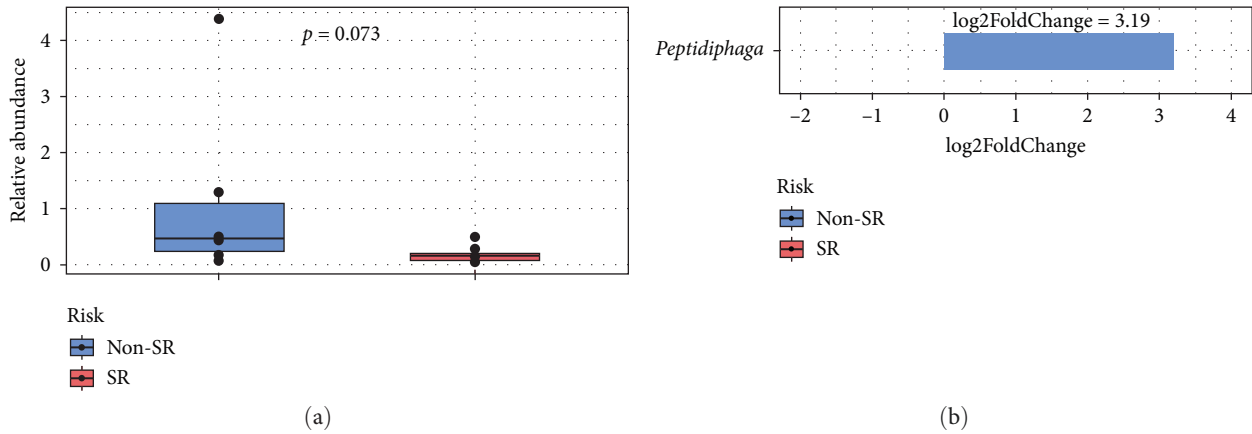 4
3
2
1
0
Relative abundance
p = 0.073
Risk
Non-SR
SR
(a)
log2FoldChange = 3.19
Peptidiphaga
−2 −1 0 1 2 3 4
log2FoldChange
Risk
Non-SR
SR
(b)